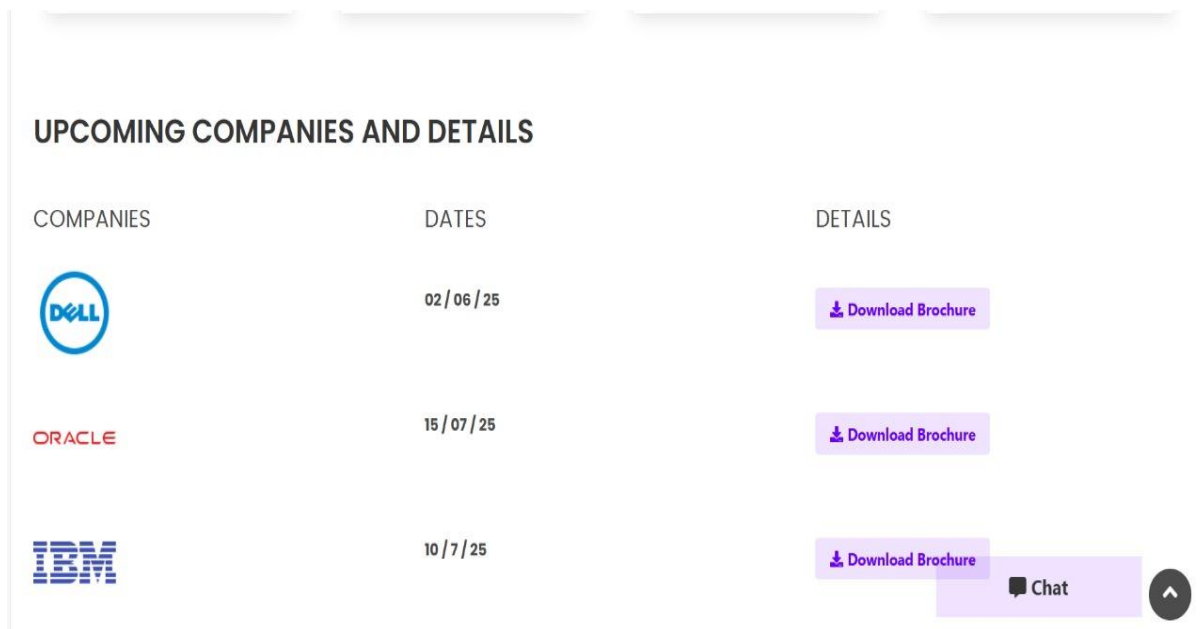 UPCOMING COMPANIES AND DETAILS
COMPANIES DATES DETAILS
DELL 02 / 06 / 25 Download Brochure
ORACLE 15 / 07 / 25 Download Brochure
IBM 10 / 7 / 25 Download Brochure
Chat